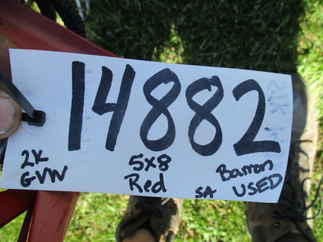 14882
2K 5x8 Barron
GVW Red SA USED